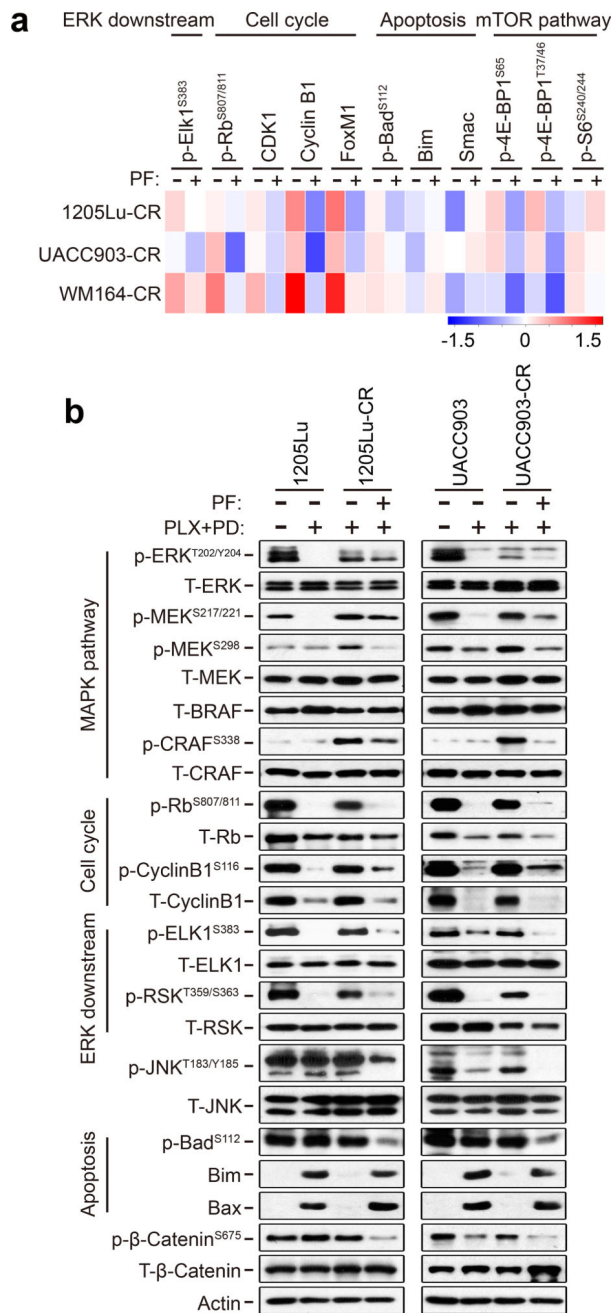 a
ERK downstream Cell cycle Apoptosis mTOR pathway
p-Elk1S383 p-RbS807/811 CDK1 Cyclin B1 FoxM1 p-BadS112 Bim Smac p-4E-BP1S65 p-4E-BP1T37/46 p-S6S240/244
PF: - + - + - + - + - + - + - + - + - + - + - +
1205Lu-CR
UACC903-CR
WM164-CR
-1.5 0 1.5
b
1205Lu 1205Lu-CR UACC903 UACC903-CR
PF: - - - + - - - +
PLX+PD: - + + + - + + +
MAPK pathway
p-ERKT202/Y204
T-ERK
p-MEKS217/221
p-MEKS298
T-MEK
T-BRAF
p-CRAFS338
T-CRAF
Cell cycle
p-RbS807/811
T-Rb
p-CyclinB1S116
T-CyclinB1
ERK downstream
p-ELK1S383
T-ELK1
p-RSKT359/S363
T-RSK
p-JNKT183/Y185
T-JNK
Apoptosis
p-BadS112
Bim
Bax
p-β-CateninS675
T-β-Catenin
Actin